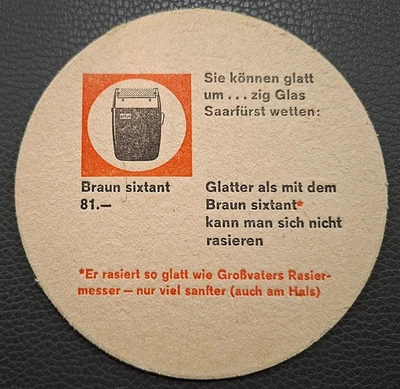 Sie können glatt
um . . . zig Glas
Saarfürst wetten:
Braun sixtant
81.—
Glatter als mit dem
Braun sixtant*
kann man sich nicht
rasieren
*Er rasiert so glatt wie Großvaters Rasier-
messer — nur viel sanfter (auch am Hals)